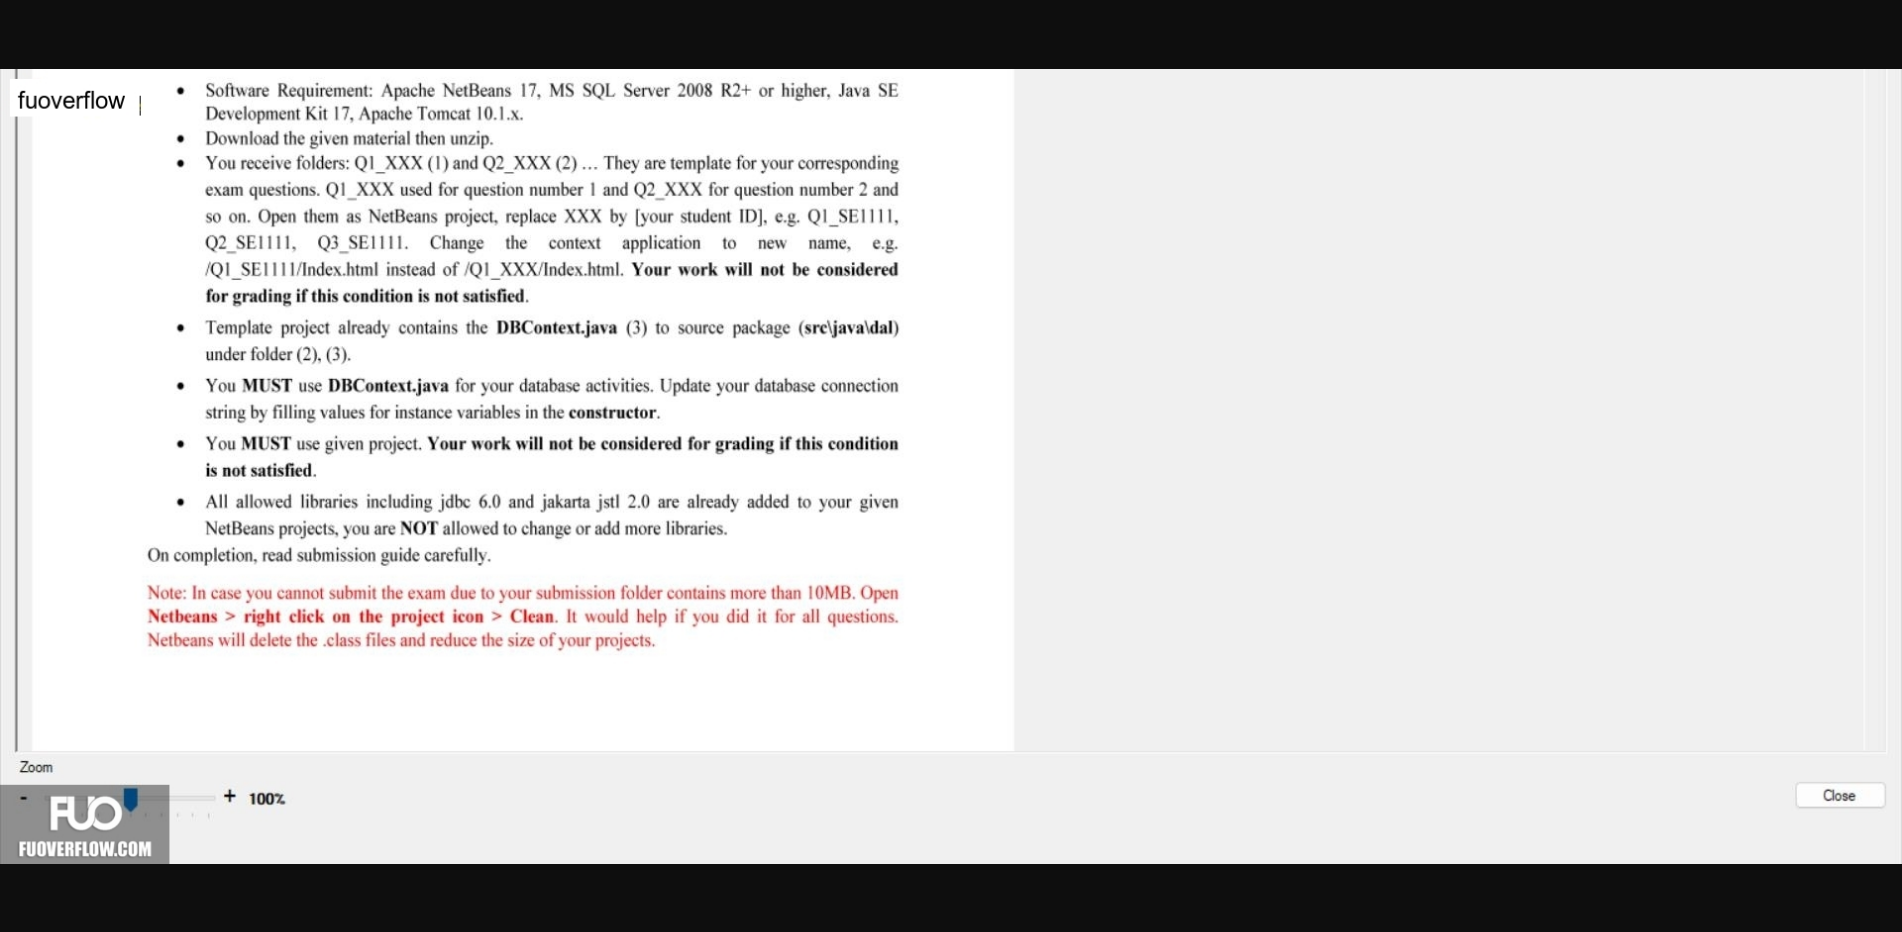 fuoverflow
• Software Requirement: Apache NetBeans 17, MS SQL Server 2008 R2+ or higher, Java SE
Development Kit 17, Apache Tomcat 10.1.x.
• Download the given material then unzip.
• You receive folders: Q1_XXX (1) and Q2_XXX (2) ... They are template for your corresponding
exam questions. Q1_XXX used for question number 1 and Q2_XXX for question number 2 and
so on. Open them as NetBeans project, replace XXX by [your student ID], e.g. Q1_SE1111,
Q2_SE1111, Q3_SE1111. Change the context application to new name, e.g.
/Q1_SE1111/Index.html instead of /Q1_XXX/Index.html. Your work will not be considered
for grading if this condition is not satisfied.
• Template project already contains the DBContext.java (3) to source package (src\java\dal)
under folder (2), (3).
• You MUST use DBContext.java for your database activities. Update your database connection
string by filling values for instance variables in the constructor.
• You MUST use given project. Your work will not be considered for grading if this condition
is not satisfied.
• All allowed libraries including jdbc 6.0 and jakarta jstl 2.0 are already added to your given
NetBeans projects, you are NOT allowed to change or add more libraries.
On completion, read submission guide carefully.
Note: In case you cannot submit the exam due to your submission folder contains more than 10MB. Open
Netbeans > right click on the project icon > Clean. It would help if you did it for all questions.
Netbeans will delete the .class files and reduce the size of your projects.
Zoom
- + 100%
Close
FUO
FUOVERFLOW.COM